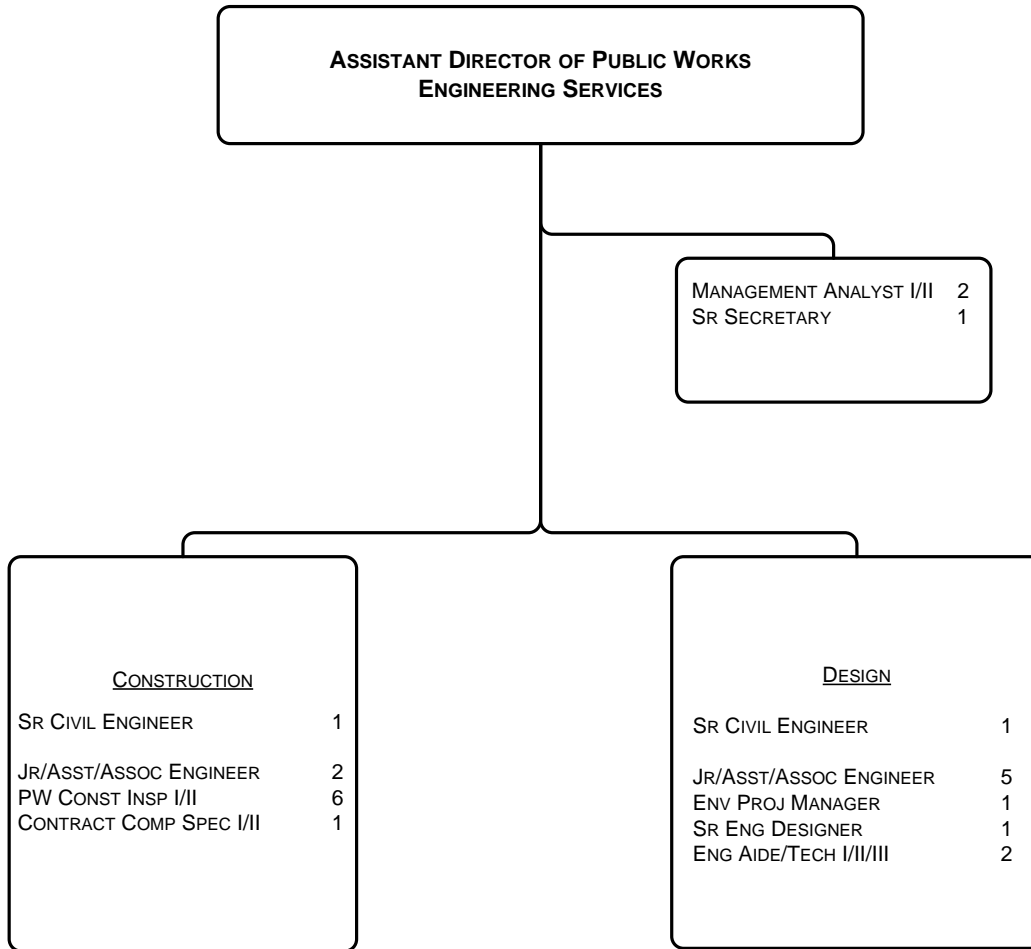 ASSISTANT DIRECTOR OF PUBLIC WORKS
ENGINEERING SERVICES
MANAGEMENT ANALYST I/II 2
SR SECRETARY 1
CONSTRUCTION
SR CIVIL ENGINEER 1
JR/ASST/ASSOC ENGINEER 2
PW CONST INSP I/II 6
CONTRACT COMP SPEC I/II 1
DESIGN
SR CIVIL ENGINEER 1
JR/ASST/ASSOC ENGINEER 5
ENV PROJ MANAGER 1
SR ENG DESIGNER 1
ENG AIDE/TECH I/II/III 2